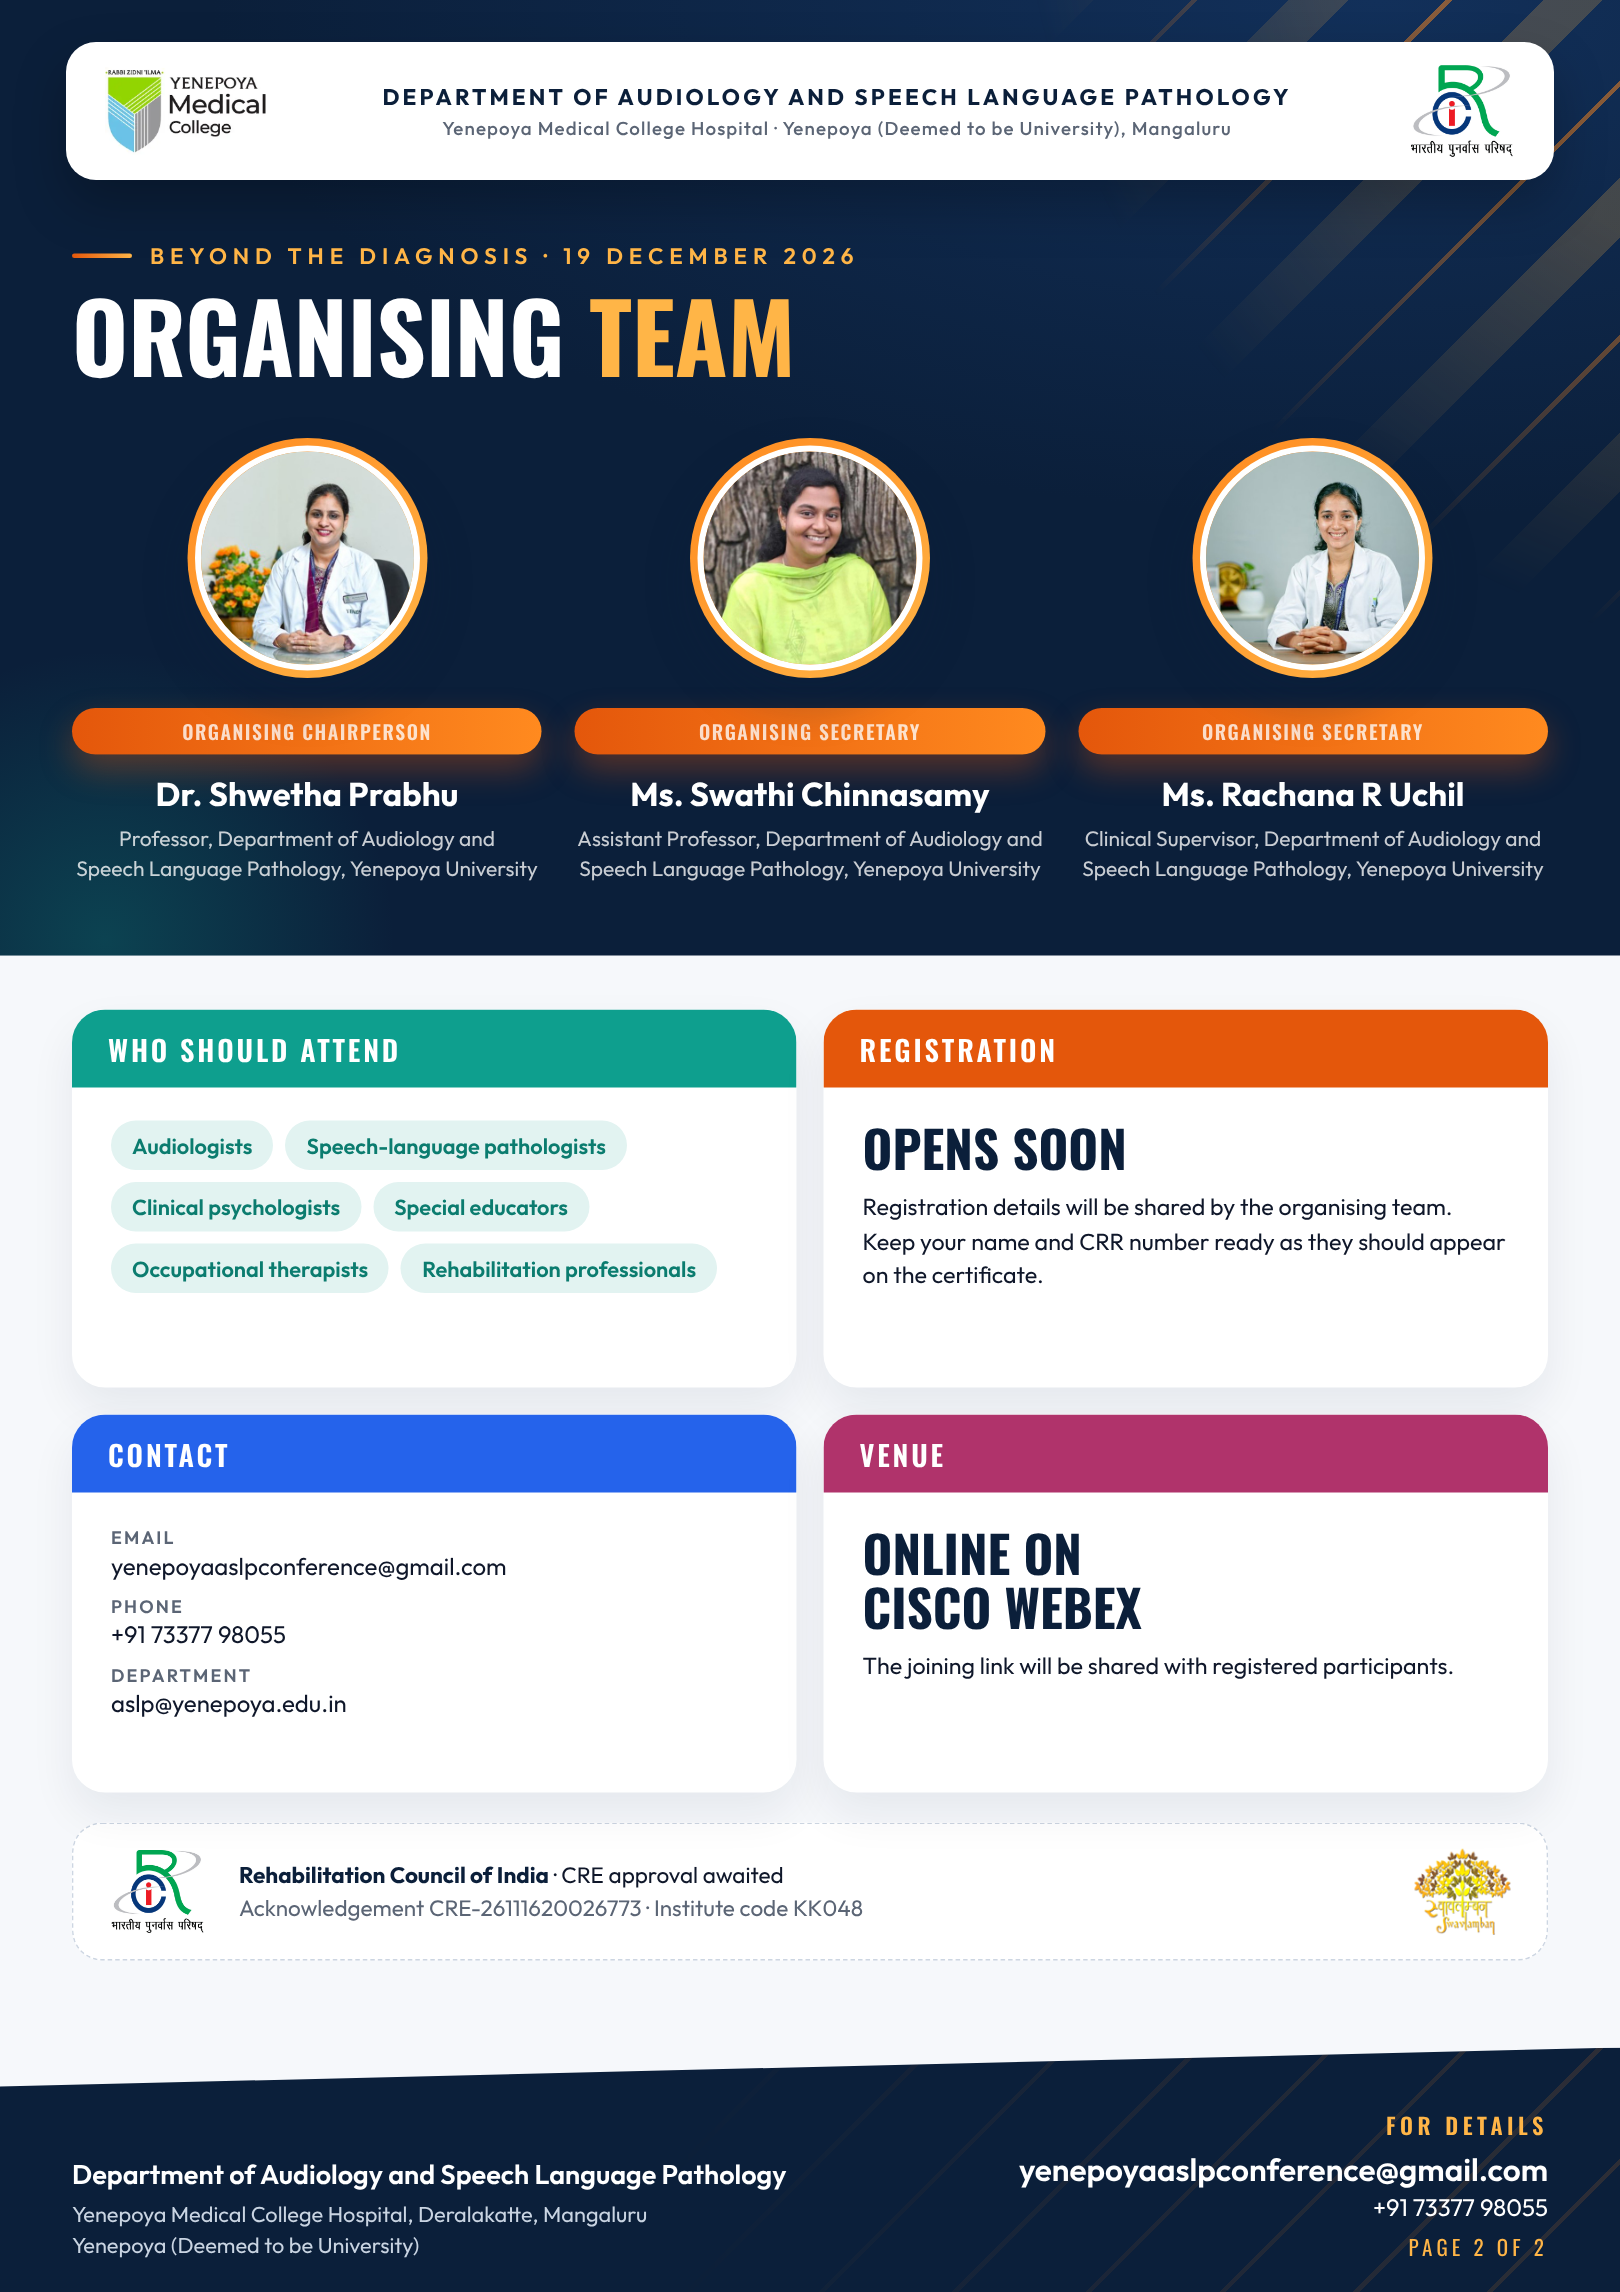 RABBI ZIDNI 'ILMA
YENEPOYA
Medical
College
DEPARTMENT OF AUDIOLOGY AND SPEECH LANGUAGE PATHOLOGY
Yenepoya Medical College Hospital · Yenepoya (Deemed to be University), Mangaluru
RCi
भारतीय पुनर्वास परिषद्
BEYOND THE DIAGNOSIS · 19 DECEMBER 2026
ORGANISING TEAM
ORGANISING CHAIRPERSON
Dr. Shwetha Prabhu
Professor, Department of Audiology and
Speech Language Pathology, Yenepoya University
ORGANISING SECRETARY
Ms. Swathi Chinnasamy
Assistant Professor, Department of Audiology and
Speech Language Pathology, Yenepoya University
ORGANISING SECRETARY
Ms. Rachana R Uchil
Clinical Supervisor, Department of Audiology and
Speech Language Pathology, Yenepoya University
WHO SHOULD ATTEND
Audiologists
Speech-language pathologists
Clinical psychologists
Special educators
Occupational therapists
Rehabilitation professionals
REGISTRATION
OPENS SOON
Registration details will be shared by the organising team.
Keep your name and CRR number ready as they should appear
on the certificate.
CONTACT
EMAIL
yenepoyaaslpconference@gmail.com
PHONE
+91 73377 98055
DEPARTMENT
aslp@yenepoya.edu.in
VENUE
ONLINE ON
CISCO WEBEX
The joining link will be shared with registered participants.
RCi
भारतीय पुनर्वास परिषद्
Rehabilitation Council of India · CRE approval awaited
Acknowledgement CRE-26111620026773 · Institute code KK048
स्वावलम्बन
Swavlamban
Department of Audiology and Speech Language Pathology
Yenepoya Medical College Hospital, Deralakatte, Mangaluru
Yenepoya (Deemed to be University)
FOR DETAILS
yenepoyaaslpconference@gmail.com
+91 73377 98055
PAGE 2 OF 2